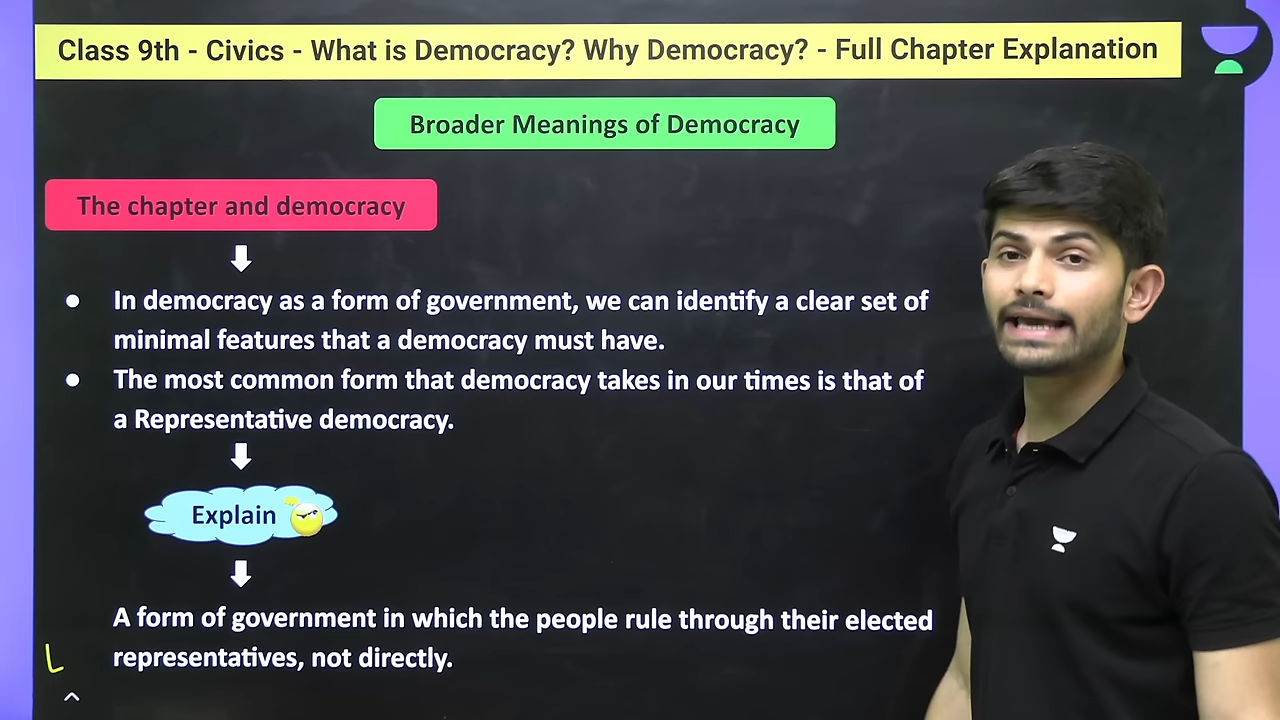 Class 9th - Civics - What is Democracy? Why Democracy? - Full Chapter Explanation
Broader Meanings of Democracy
The chapter and democracy
● In democracy as a form of government, we can identify a clear set of
minimal features that a democracy must have.
● The most common form that democracy takes in our times is that of
a Representative democracy.
Explain
A form of government in which the people rule through their elected
representatives, not directly.
L